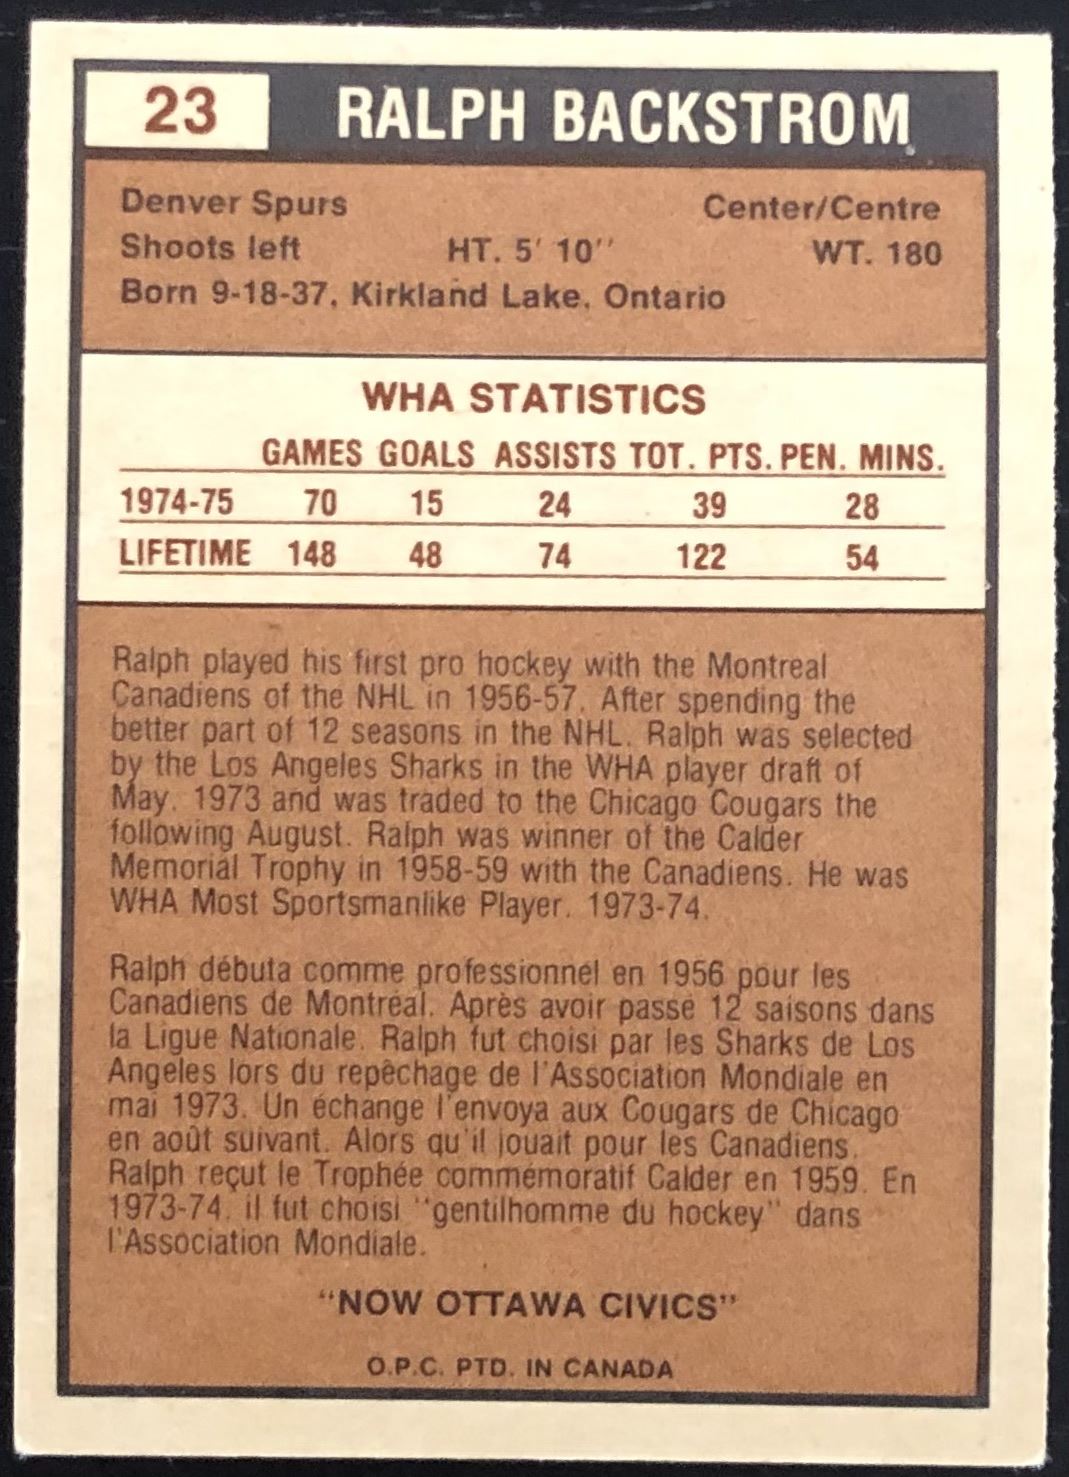 23 RALPH BACKSTROM
Denver Spurs Center/Centre
Shoots left HT. 5' 10'' WT. 180
Born 9-18-37, Kirkland Lake, Ontario
WHA STATISTICS
GAMES GOALS ASSISTS TOT. PTS. PEN. MINS.
1974-75 70 15 24 39 28
LIFETIME 148 48 74 122 54
Ralph played his first pro hockey with the Montreal
Canadiens of the NHL in 1956-57. After spending the
better part of 12 seasons in the NHL, Ralph was selected
by the Los Angeles Sharks in the WHA player draft of
May, 1973 and was traded to the Chicago Cougars the
following August. Ralph was winner of the Calder
Memorial Trophy in 1958-59 with the Canadiens. He was
WHA Most Sportsmanlike Player, 1973-74.
Ralph débuta comme professionnel en 1956 pour les
Canadiens de Montréal. Après avoir passé 12 saisons dans
la Ligue Nationale, Ralph fut choisi par les Sharks de Los
Angeles lors du repêchage de l'Association Mondiale en
mai 1973. Un échange l'envoya aux Cougars de Chicago
en août suivant. Alors qu'il jouait pour les Canadiens,
Ralph reçut le Trophée commémoratif Calder en 1959. En
1973-74, il fut choisi "gentilhomme du hockey" dans
l'Association Mondiale.
"NOW OTTAWA CIVICS"
O.P.C. PTD. IN CANADA